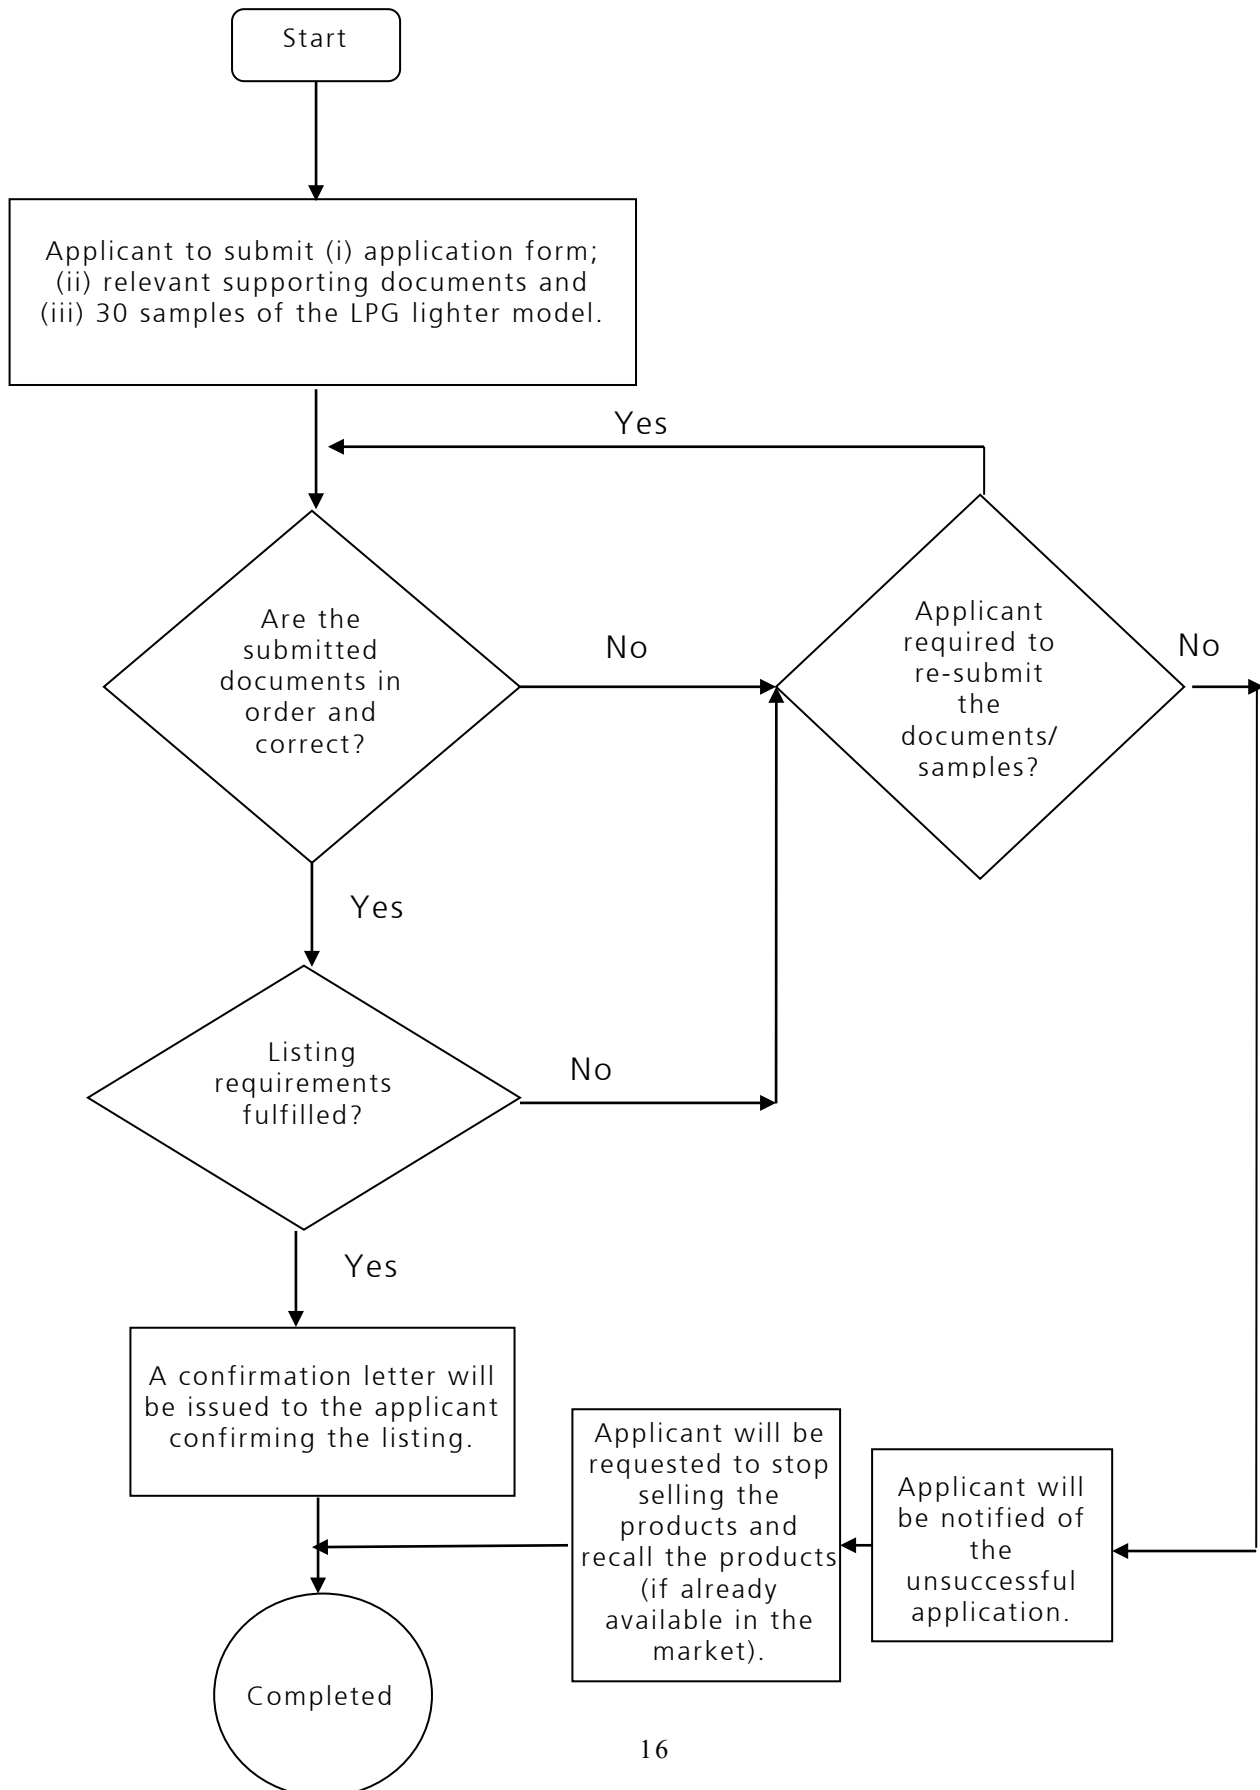 Start
Applicant to submit (i) application form;
(ii) relevant supporting documents and
(iii) 30 samples of the LPG lighter model.
Yes
Are the
submitted
documents in
order and
correct?
No
Applicant
required to
re-submit
the
documents/
samples?
No
Yes
Listing
requirements
fulfilled?
No
Yes
A confirmation letter will
be issued to the applicant
confirming the listing.
Applicant will be
requested to stop
selling the
products and
recall the products
(if already
available in the
market).
Applicant will
be notified of
the
unsuccessful
application.
Completed
16